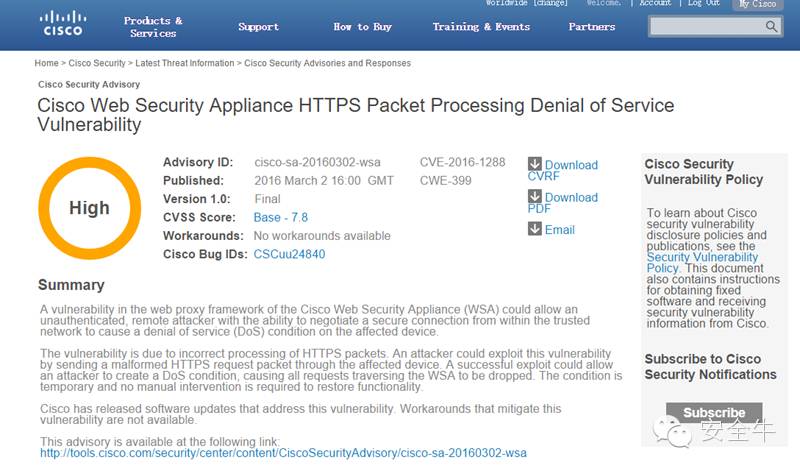 Worldwide [change]
Welcome,
Account
Log Out
My Cisco
CISCO
Products &
Services
Support
How to Buy
Training & Events
Partners
Home > Cisco Security > Latest Threat Information > Cisco Security Advisories and Responses
Cisco Security Advisory
Cisco Web Security Appliance HTTPS Packet Processing Denial of Service
Vulnerability
High
Advisory ID: cisco-sa-20160302-wsa CVE-2016-1288
Published: 2016 March 2 16:00 GMT CWE-399
Version 1.0: Final
CVSS Score: Base - 7.8
Workarounds: No workarounds available
Cisco Bug IDs: CSCuu24840
Download
CVRF
Download
PDF
Email
Summary
A vulnerability in the web proxy framework of the Cisco Web Security Appliance (WSA) could allow an
unauthenticated, remote attacker with the ability to negotiate a secure connection from within the trusted
network to cause a denial of service (DoS) condition on the affected device.
The vulnerability is due to incorrect processing of HTTPS packets. An attacker could exploit this vulnerability
by sending a malformed HTTPS request packet through the affected device. A successful exploit could allow
an attacker to create a DoS condition, causing all requests traversing the WSA to be dropped. The condition is
temporary and no manual intervention is required to restore functionality.
Cisco has released software updates that address this vulnerability. Workarounds that mitigate this
vulnerability are not available.
This advisory is available at the following link:
http://tools.cisco.com/security/center/content/CiscoSecurityAdvisory/cisco-sa-20160302-wsa
Cisco Security
Vulnerability Policy
To learn about Cisco
security vulnerability
disclosure policies and
publications, see the
Security Vulnerability
Policy. This document
also contains instructions
for obtaining fixed
software and receiving
security vulnerability
information from Cisco.
Subscribe to Cisco
Security Notifications
Subscribe
安全牛